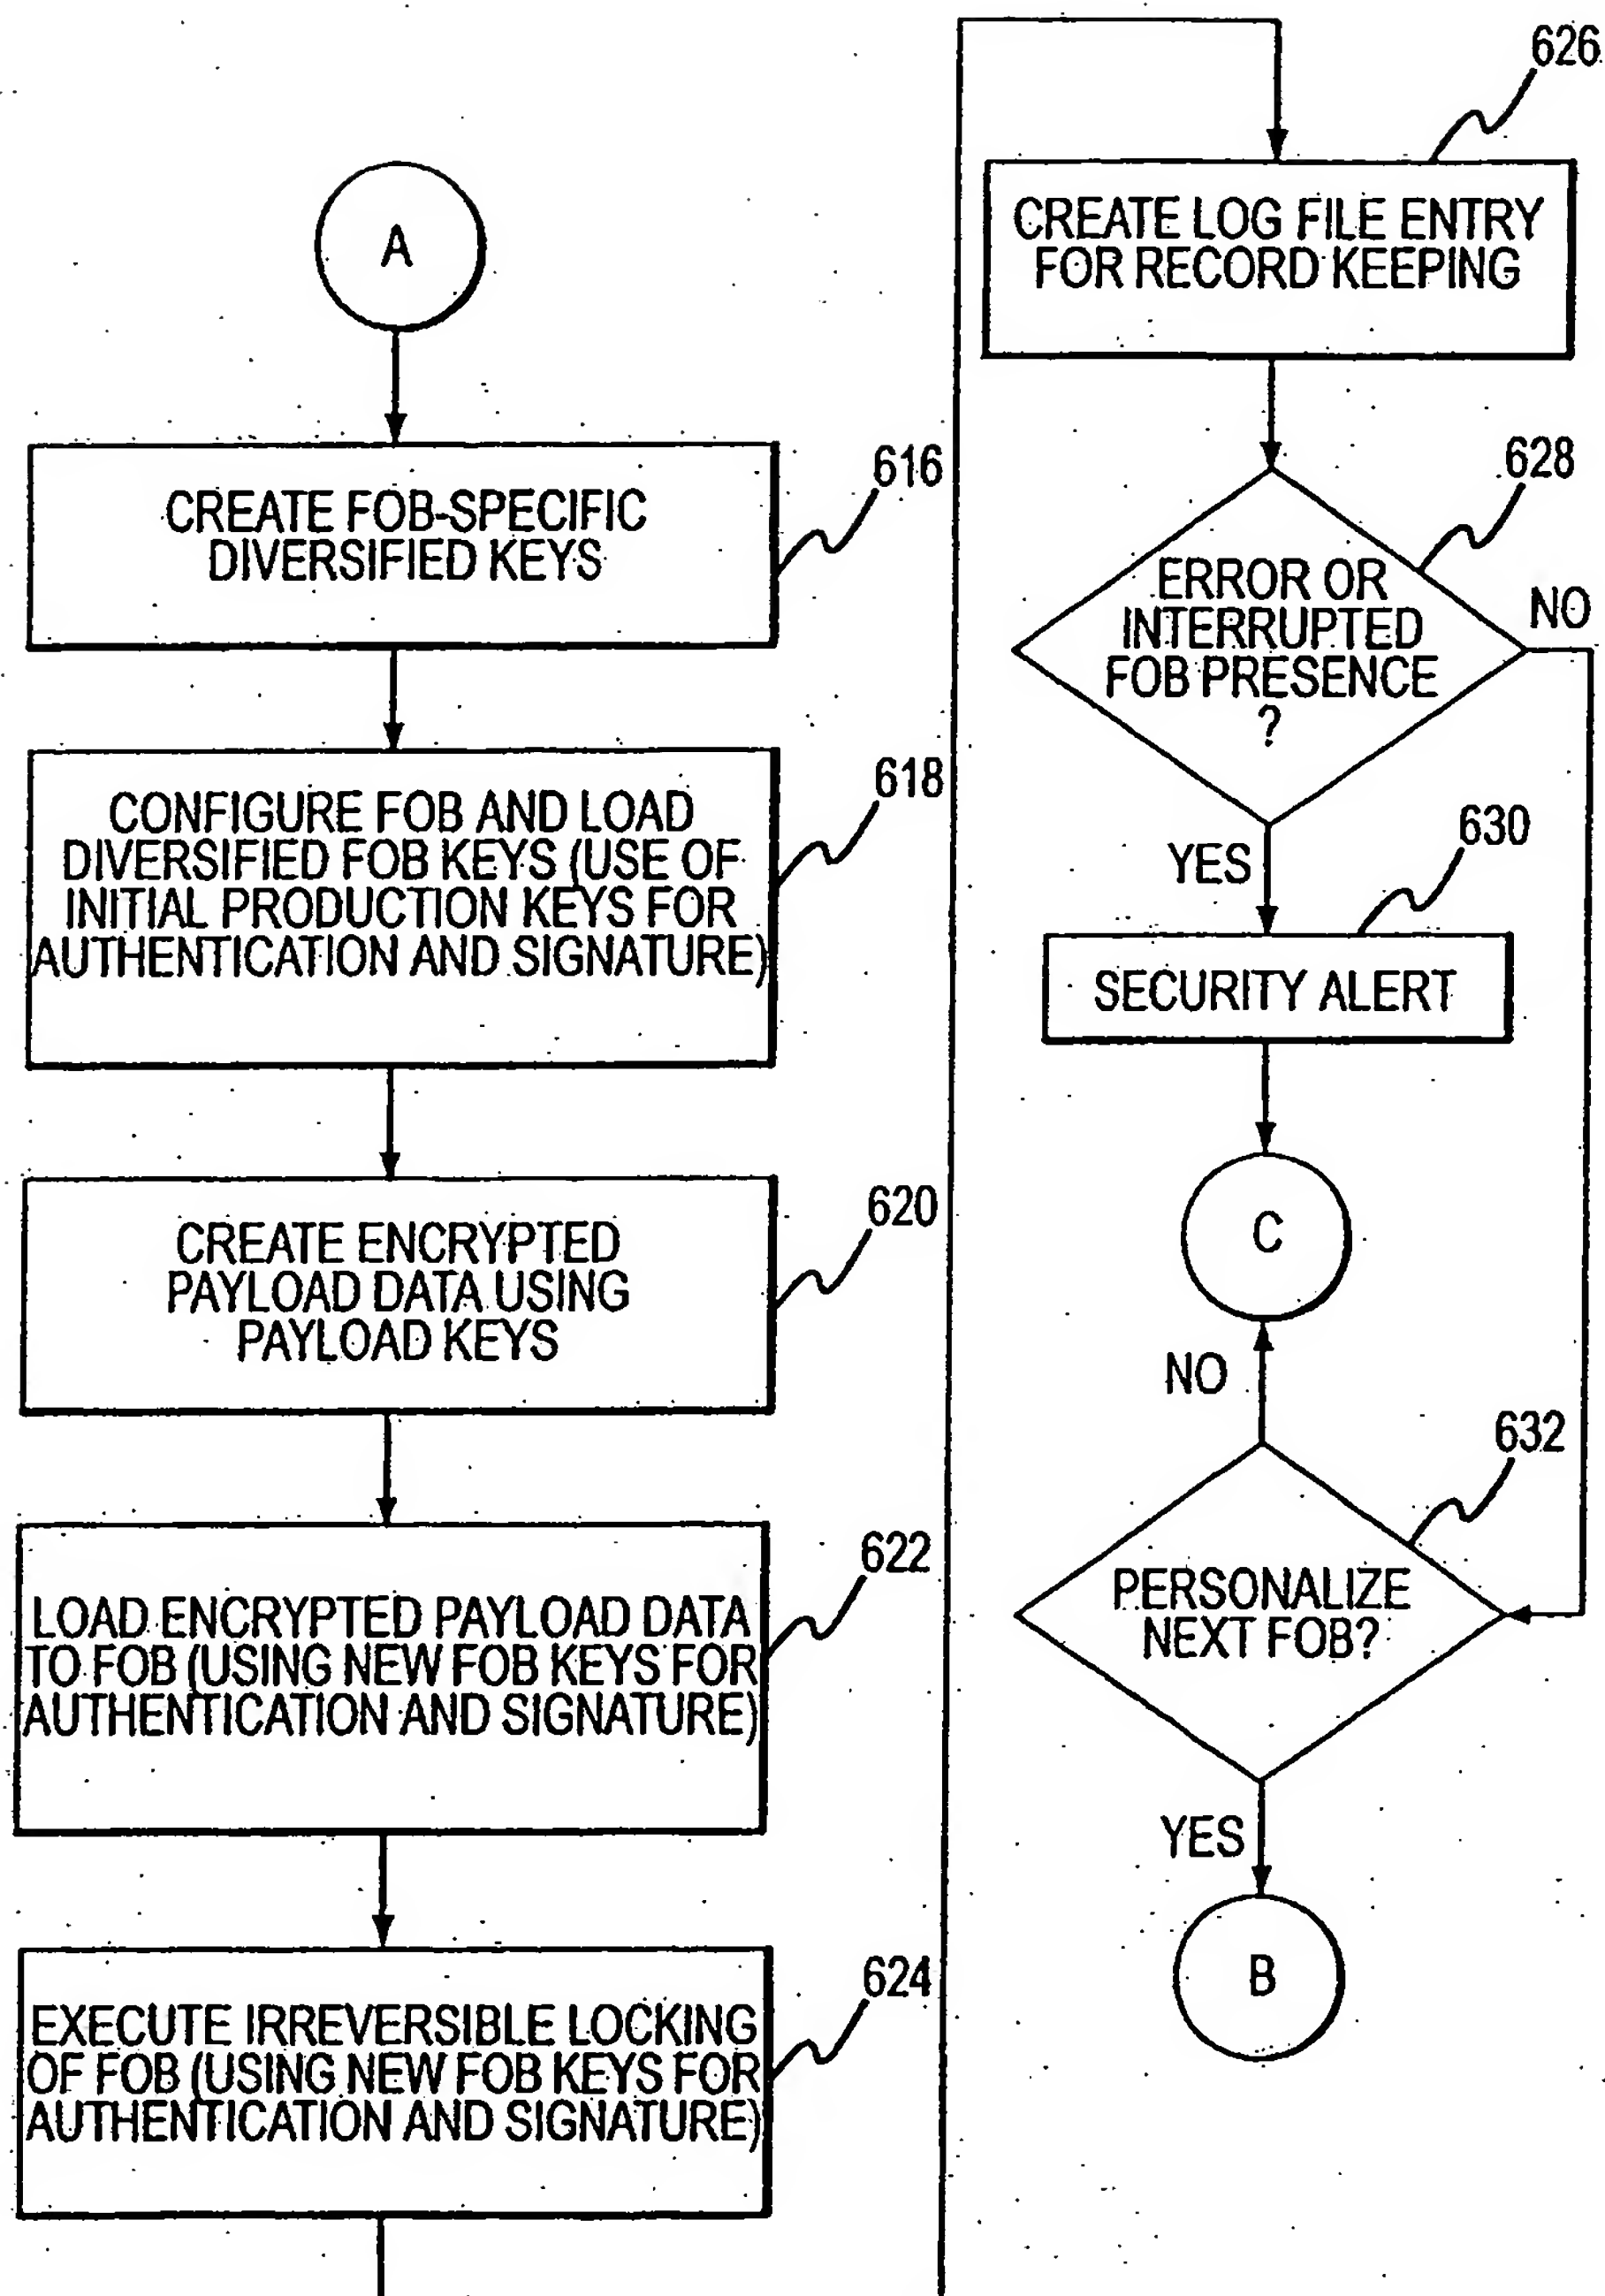 A
616
CREATE FOB-SPECIFIC
DIVERSIFIED KEYS
618
CONFIGURE FOB AND LOAD
DIVERSIFIED FOB KEYS (USE OF
INITIAL PRODUCTION KEYS FOR
AUTHENTICATION AND SIGNATURE)
620
CREATE ENCRYPTED
PAYLOAD DATA USING
PAYLOAD KEYS
622
LOAD ENCRYPTED PAYLOAD DATA
TO FOB (USING NEW FOB KEYS FOR
AUTHENTICATION AND SIGNATURE)
624
EXECUTE IRREVERSIBLE LOCKING
OF FOB (USING NEW FOB KEYS FOR
AUTHENTICATION AND SIGNATURE)
626
CREATE LOG FILE ENTRY
FOR RECORD KEEPING
628
ERROR OR
INTERRUPTED
FOB PRESENCE
?
NO
YES
630
SECURITY ALERT
C
NO
632
PERSONALIZE
NEXT FOB?
YES
B